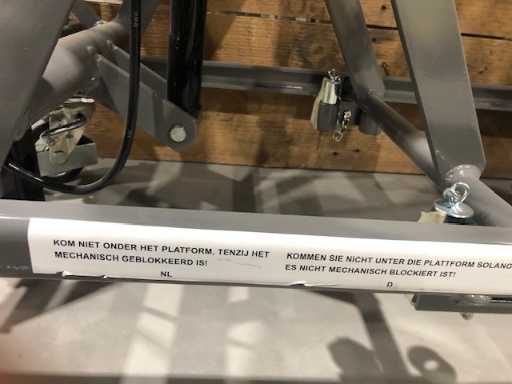 KOM NIET ONDER HET PLATFORM, TENZIJ HET
MECHANISCH GEBLOKKEERD IS!
NL
KOMMEN SIE NICHT UNTER DIE PLATTFORM SOLANG
ES NICHT MECHANISCH BLOCKIERT IST!
D